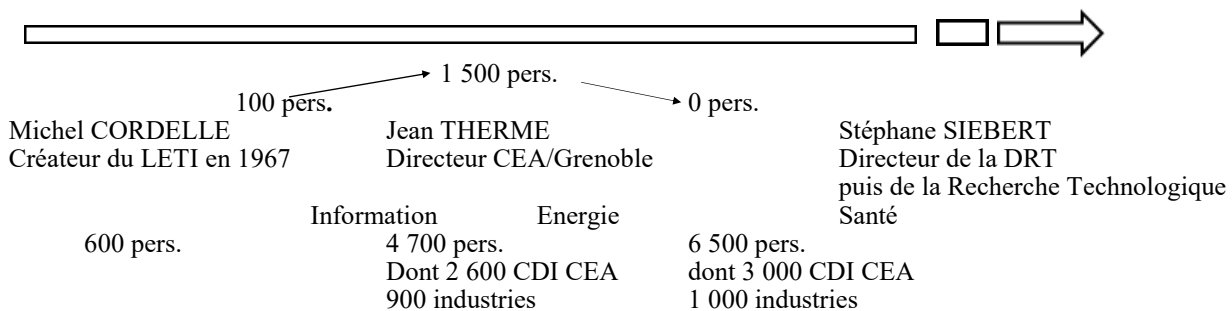 1 500 pers.
100 pers. 0 pers.
Michel CORDELLE Jean THERME Stéphane SIEBERT
Créateur du LETI en 1967 Directeur CEA/Grenoble Directeur de la DRT
puis de la Recherche Technologique
Information Energie Santé
600 pers. 4 700 pers. 6 500 pers.
Dont 2 600 CDI CEA dont 3 000 CDI CEA
900 industries 1 000 industries